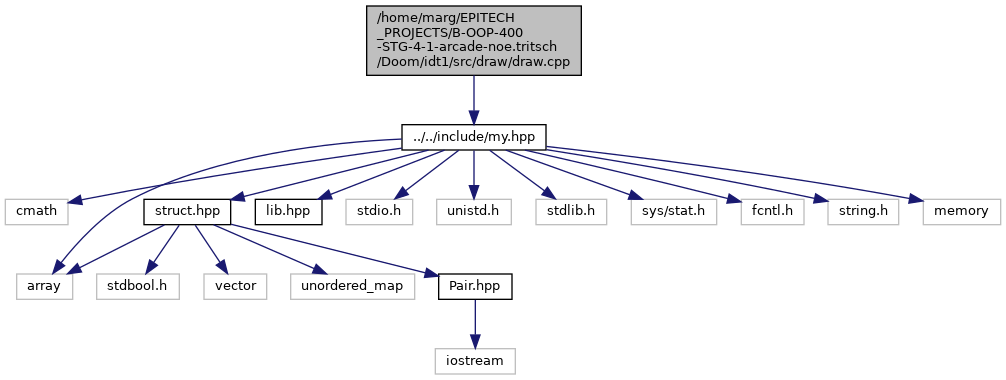 /home/marg/EPITECH
_PROJECTS/B-OOP-400
-STG-4-1-arcade-noe.tritsch
/Doom/idt1/src/draw/draw.cpp
../../include/my.hpp
cmath
struct.hpp
lib.hpp
stdio.h
unistd.h
stdlib.h
sys/stat.h
fcntl.h
string.h
memory
array
stdbool.h
vector
unordered_map
Pair.hpp
iostream